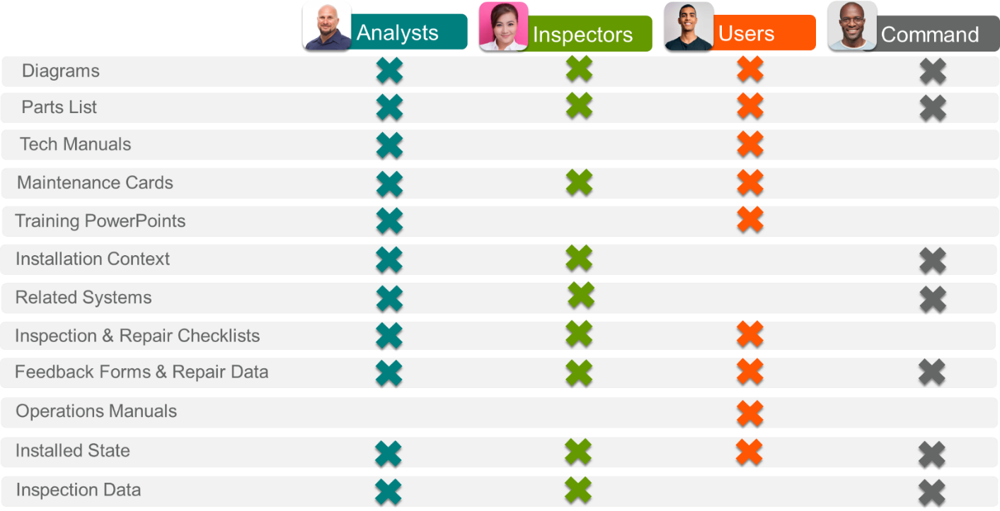 Analysts
Inspectors
Users
Command
Diagrams
Parts List
Tech Manuals
Maintenance Cards
Training PowerPoints
Installation Context
Related Systems
Inspection & Repair Checklists
Feedback Forms & Repair Data
Operations Manuals
Installed State
Inspection Data